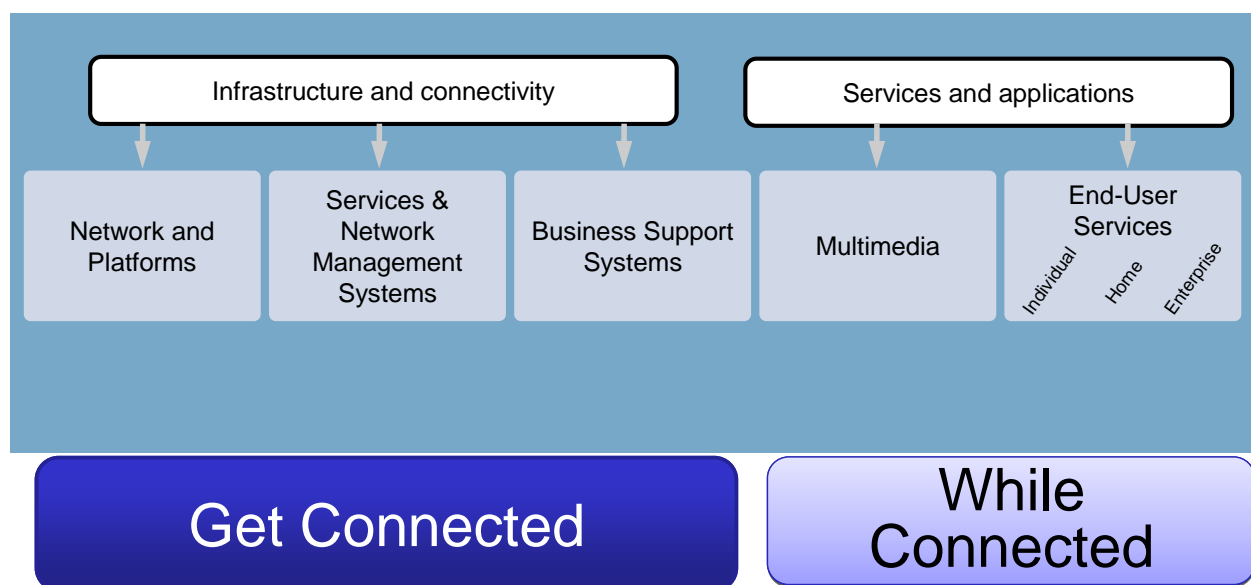 Infrastructure and connectivity
Services and applications
Network and
Platforms
Services &
Network
Management
Systems
Business Support
Systems
Multimedia
End-User
Services
Individual
Home
Enterprise
Get Connected
While
Connected